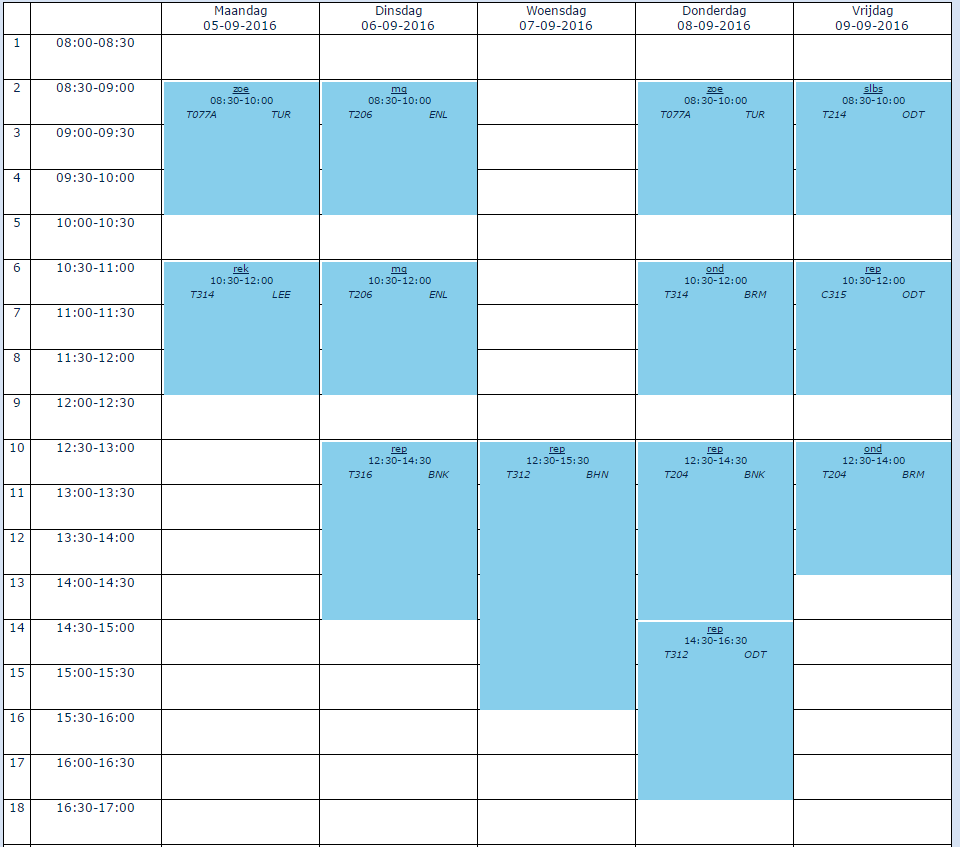 Maandag Dinsdag Woensdag Donderdag Vrijdag
05-09-2016 06-09-2016 07-09-2016 08-09-2016 09-09-2016
1 08:00-08:30
2 08:30-09:00 zoe mq zoe slbs
08:30-10:00 08:30-10:00 08:30-10:00 08:30-10:00
T077A TUR T206 ENL T077A TUR T214 ODT
3 09:00-09:30
4 09:30-10:00
5 10:00-10:30
6 10:30-11:00 rek mq ond rep
10:30-12:00 10:30-12:00 10:30-12:00 10:30-12:00
T314 LEE T206 ENL T314 BRM C315 ODT
7 11:00-11:30
8 11:30-12:00
9 12:00-12:30
10 12:30-13:00 rep rep rep ond
12:30-14:30 12:30-15:30 12:30-14:30 12:30-14:00
T316 BNK T312 BHN T204 BNK T204 BRM
11 13:00-13:30
12 13:30-14:00
13 14:00-14:30
14 14:30-15:00 rep
14:30-16:30
T312 ODT
15 15:00-15:30
16 15:30-16:00
17 16:00-16:30
18 16:30-17:00